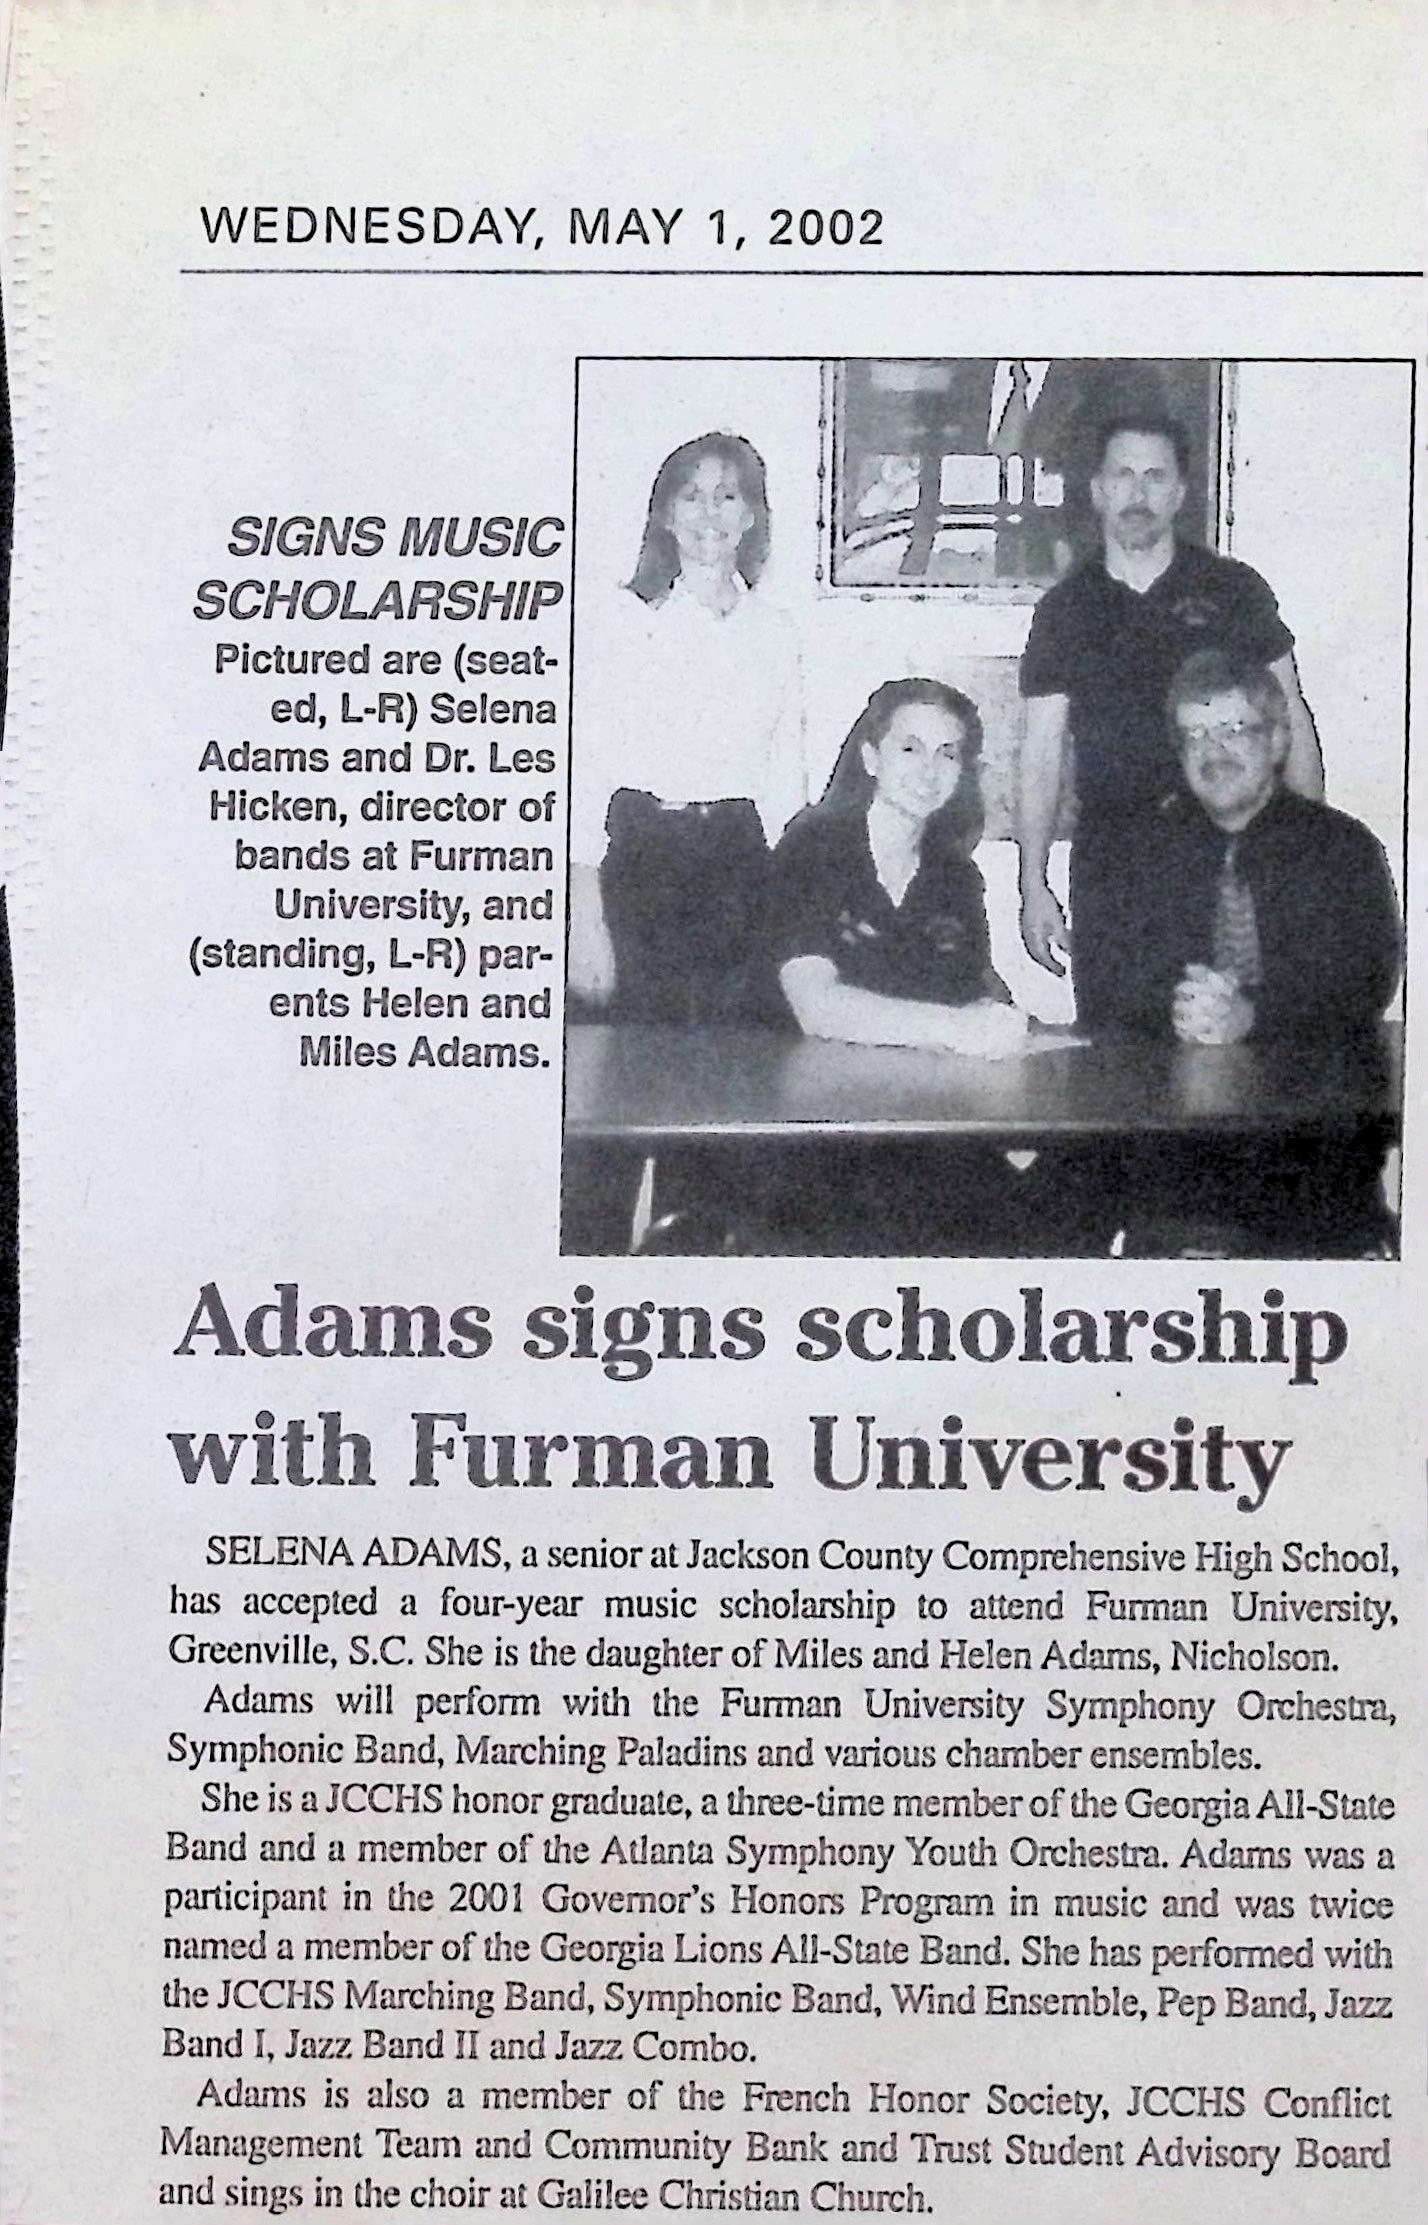 WEDNESDAY, MAY 1, 2002
SIGNS MUSIC
SCHOLARSHIP
Pictured are (seat-
ed, L-R) Selena
Adams and Dr. Les
Hicken, director of
bands at Furman
University, and
(standing, L-R) par-
ents Helen and
Miles Adams.
Adams signs scholarship
with Furman University
SELENA ADAMS, a senior at Jackson County Comprehensive High School,
has accepted a four-year music scholarship to attend Furman University,
Greenville, S.C. She is the daughter of Miles and Helen Adams, Nicholson.
Adams will perform with the Furman University Symphony Orchestra,
Symphonic Band, Marching Paladins and various chamber ensembles.
She is a JCCHS honor graduate, a three-time member of the Georgia All-State
Band and a member of the Atlanta Symphony Youth Orchestra. Adams was a
participant in the 2001 Governor's Honors Program in music and was twice
named a member of the Georgia Lions All-State Band. She has performed with
the JCCHS Marching Band, Symphonic Band, Wind Ensemble, Pep Band, Jazz
Band I, Jazz Band II and Jazz Combo.
Adams is also a member of the French Honor Society, JCCHS Conflict
Management Team and Community Bank and Trust Student Advisory Board
and sings in the choir at Galilee Christian Church.